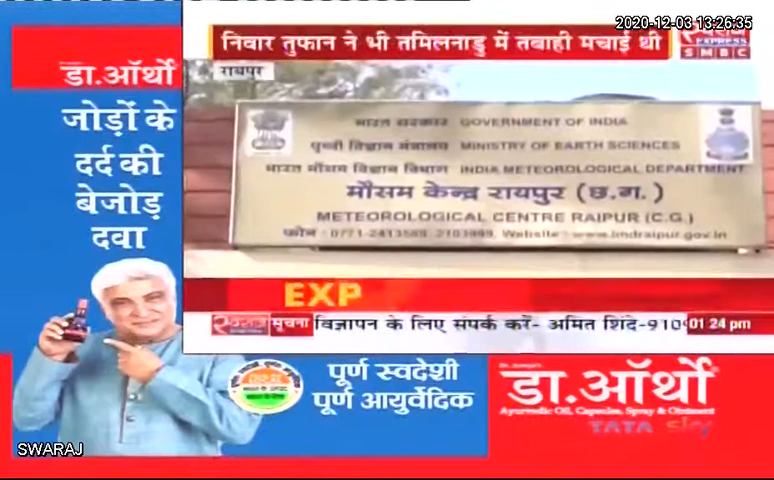 2020-12-03 13:26:35
निवार तुफान ने भी तमिलनाडु में तबाही मचाई थी
स्वराज
EXPRESS
SMBC
रायपुर
डा.ऑर्थो
जोड़ों के
दर्द की
बेजोड़
दवा
भारत सरकार GOVERNMENT OF INDIA
पृथ्वी विज्ञान मंत्रालय MINISTRY OF EARTH SCIENCES
भारत मौसम विज्ञान विभाग INDIA METEOROLOGICAL DEPARTMENT
मौसम केन्द्र रायपुर (छ.ग.)
METEOROLOGICAL CENTRE RAIPUR (C.G.)
फोन : 0771- Website : www.imdraipur.gov.in
EXP
स्वराज सूचना विज्ञापन के लिए संपर्क करें- अमित शिंदे-910
01:24 pm
पूर्ण स्वदेशी
पूर्ण आयुर्वेदिक
डा.ऑर्थो
Ayurvedic Oil, Capsules, Spray & Ointment
TATA sky
SWARAJ